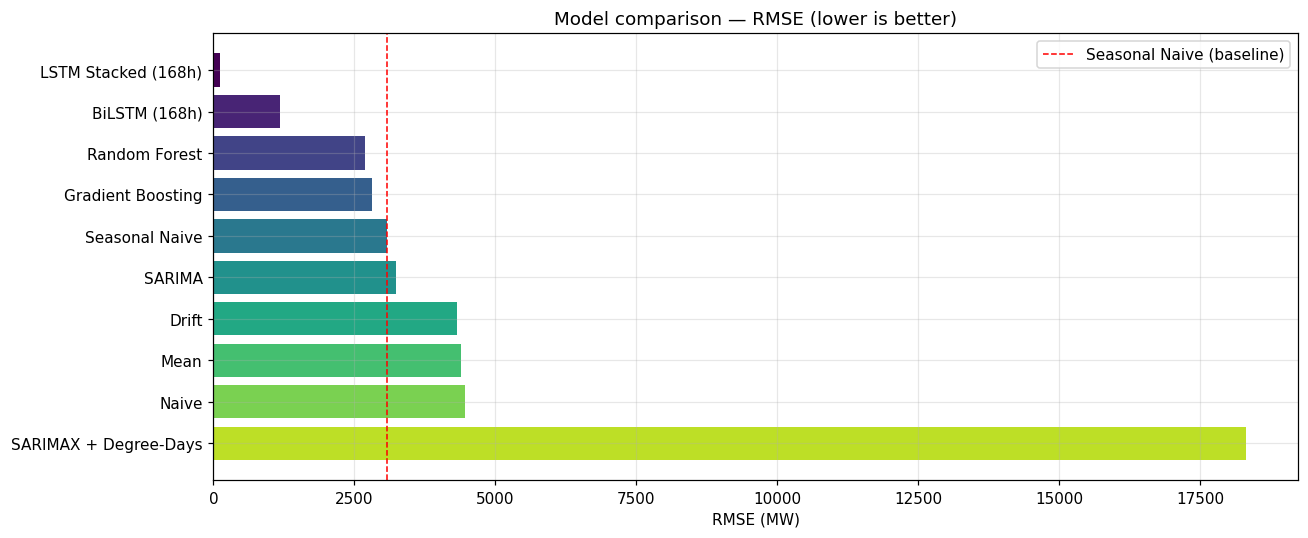 Model comparison — RMSE (lower is better)
Seasonal Naive (baseline)
LSTM Stacked (168h)
BiLSTM (168h)
Random Forest
Gradient Boosting
Seasonal Naive
SARIMA
Drift
Mean
Naive
SARIMAX + Degree-Days
0 2500 5000 7500 10000 12500 15000 17500
RMSE (MW)